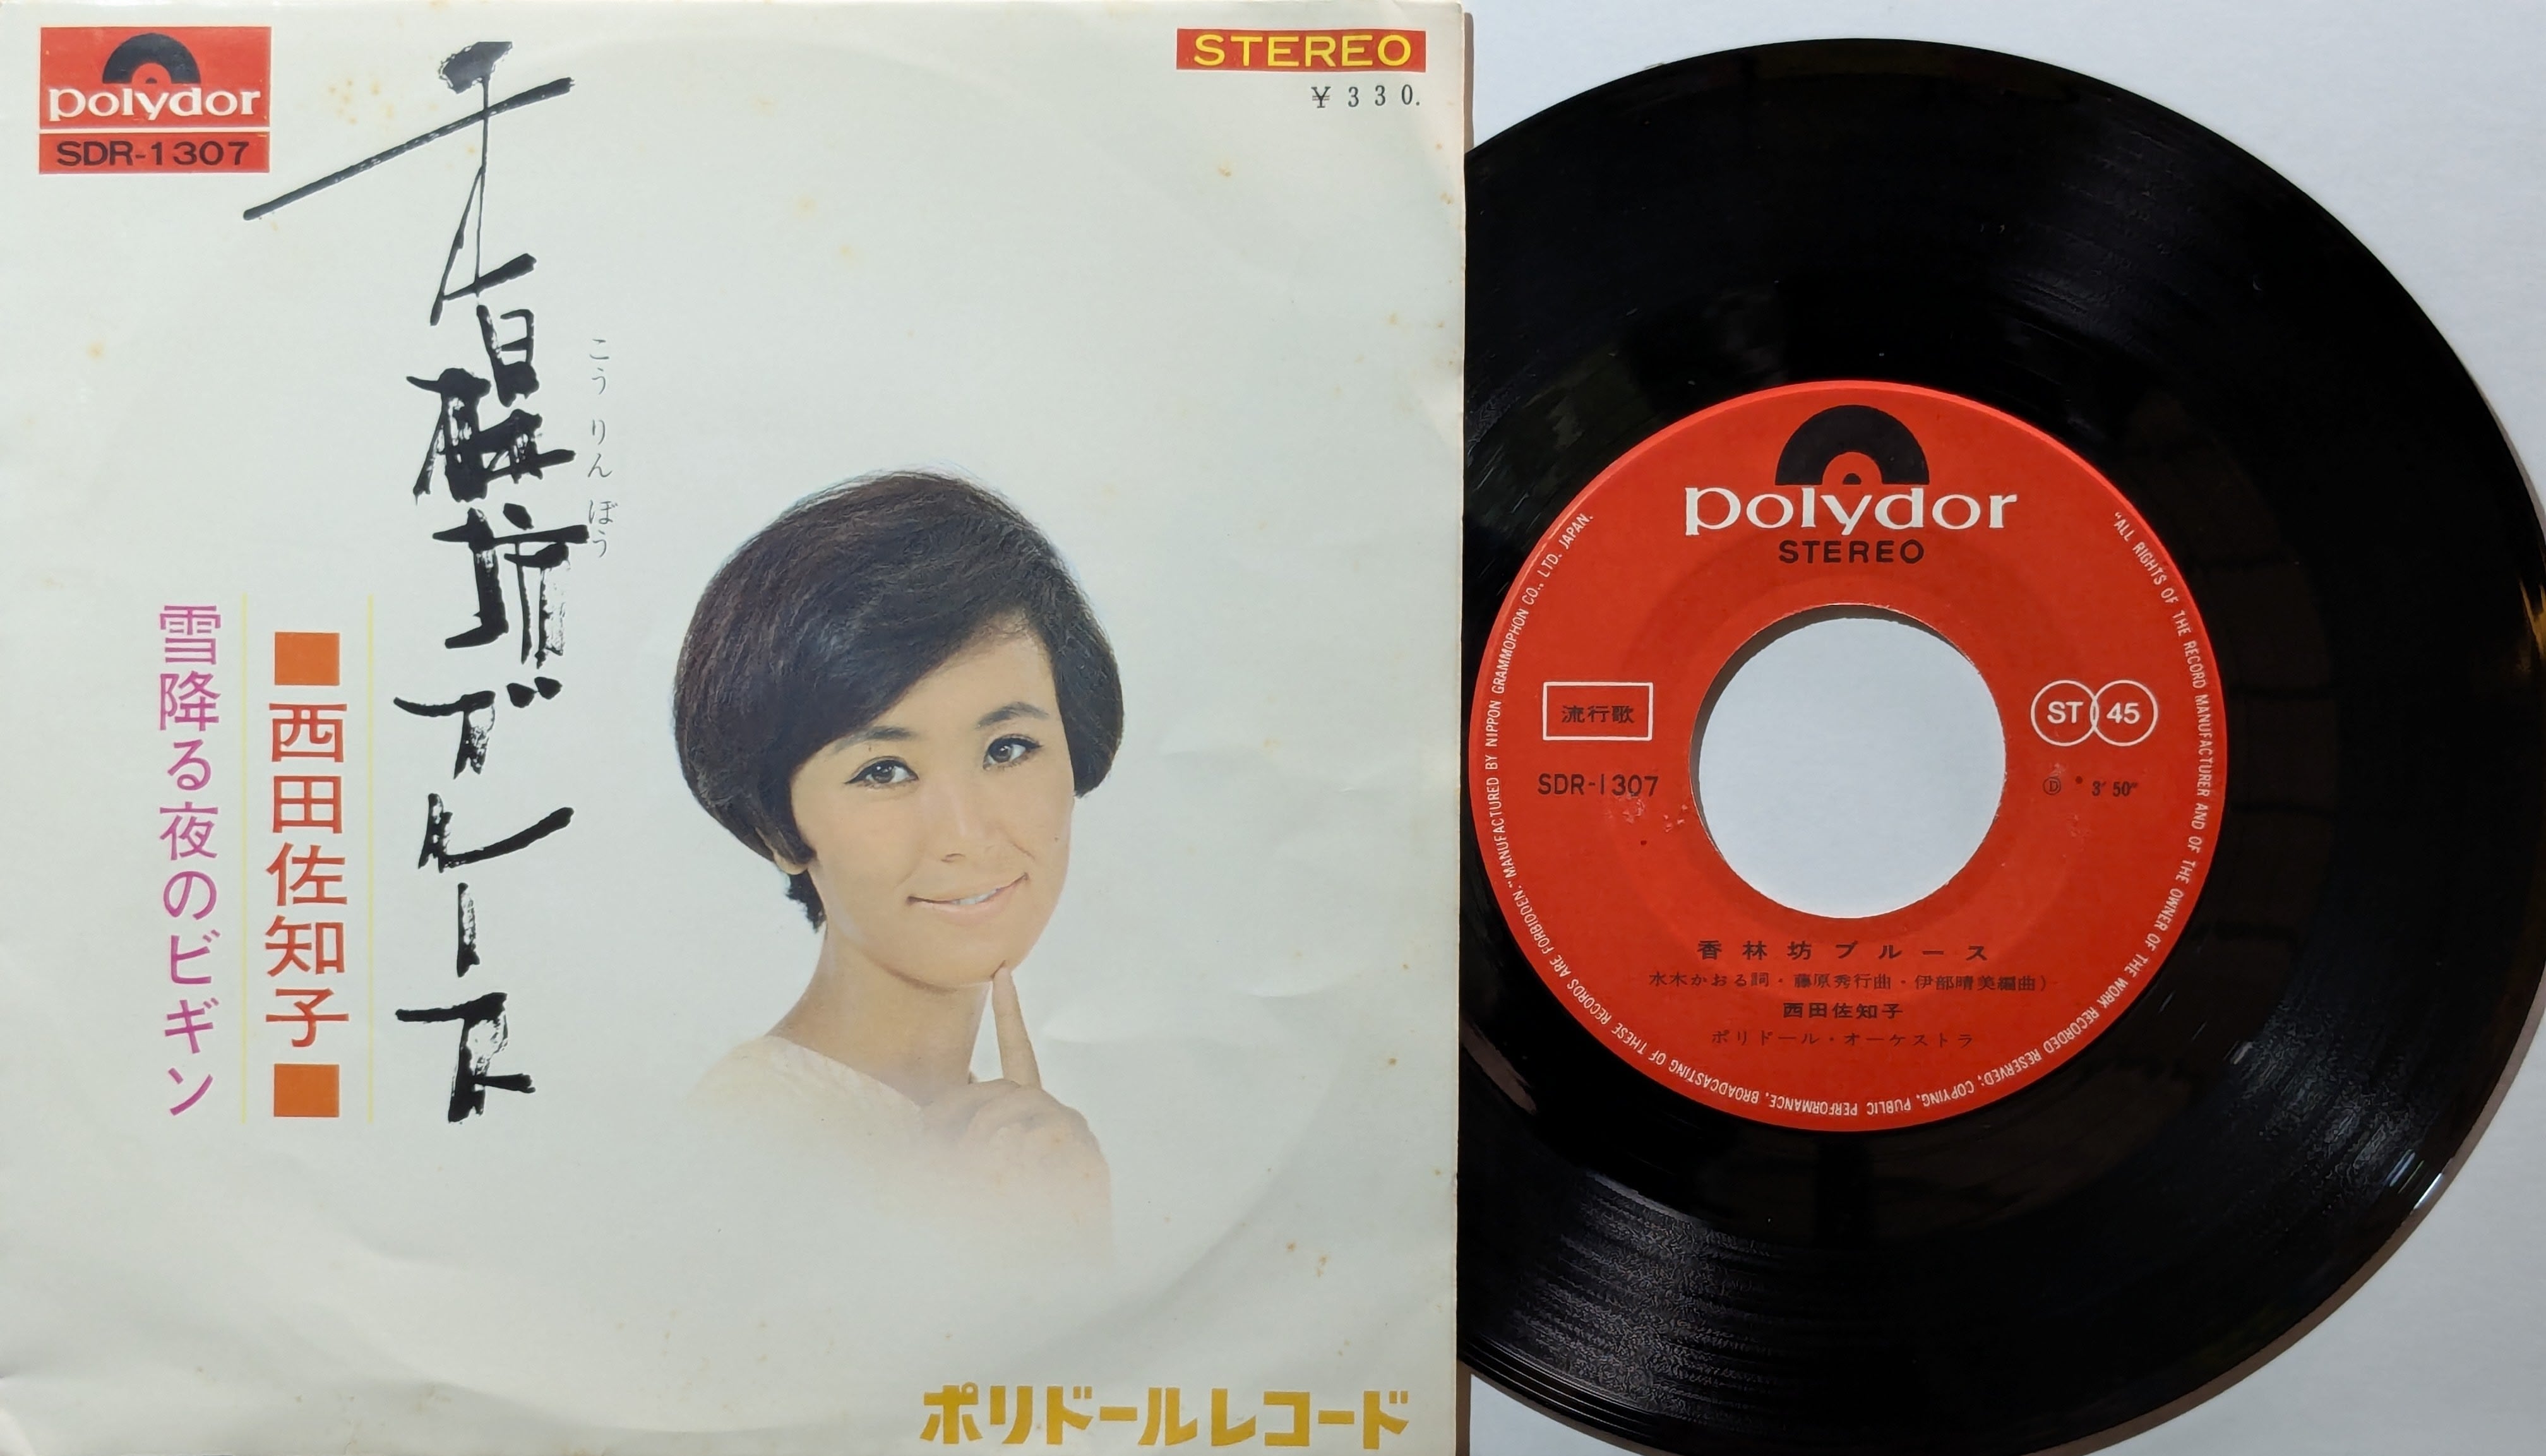 polydor
SDR-1307
STEREO
¥330.
香林坊ブルース
こうりんぼう
西田佐知子
雪降る夜のビギン
ポリドールレコード
polydor
STEREO
流行歌
ST 45
SDR-1307
Ⓓ 3′50″
香林坊ブルース
水木かおる詞・藤原秀行曲・伊部晴美編曲)
西田佐知子
ポリドール・オーケストラ
"ALL RIGHTS OF THE RECORD MANUFACTURER AND OF THE OWNER OF THE WORK RECORDED RESERVED; COPYING, PUBLIC PERFORMANCE, BROADCASTING OF THESE RECORDS ARE FORBIDDEN." MANUFACTURED BY NIPPON GRAMMOPHON CO., LTD. JAPAN.